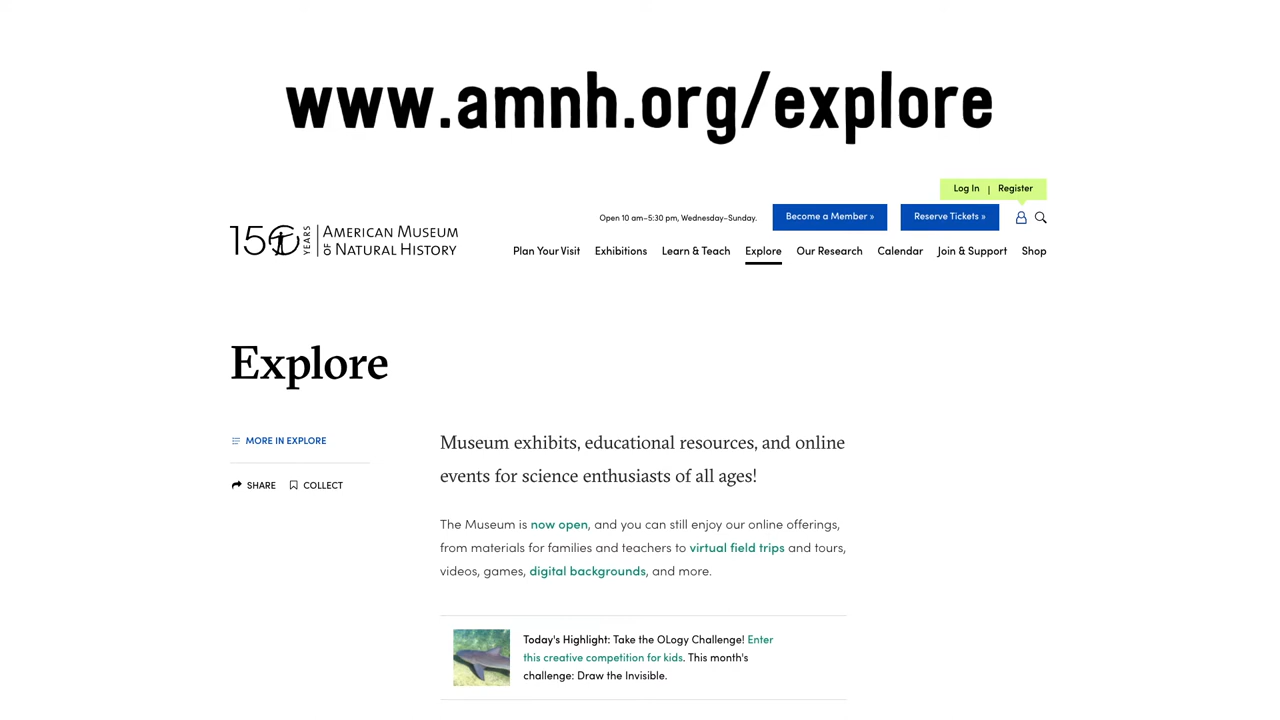 www.amnh.org/explore
Log In | Register
Open 10 am–5:30 pm, Wednesday–Sunday.
Become a Member »
Reserve Tickets »
150 YEARS
AMERICAN MUSEUM
OF NATURAL HISTORY
Plan Your Visit Exhibitions Learn & Teach Explore Our Research Calendar Join & Support Shop
Explore
MORE IN EXPLORE
SHARE COLLECT
Museum exhibits, educational resources, and online
events for science enthusiasts of all ages!
The Museum is now open, and you can still enjoy our online offerings,
from materials for families and teachers to virtual field trips and tours,
videos, games, digital backgrounds, and more.
Today's Highlight: Take the OLogy Challenge! Enter
this creative competition for kids. This month's
challenge: Draw the Invisible.